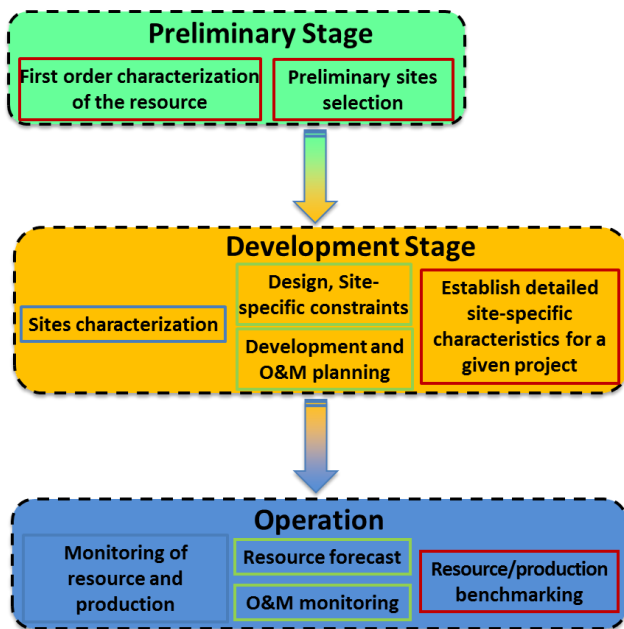 Preliminary Stage
First order characterization
of the resource
Preliminary sites
selection
Development Stage
Sites characterization
Design, Site-
specific constraints
Development and
O&M planning
Establish detailed
site-specific
characteristics for a
given project
Operation
Monitoring of
resource and
production
Resource forecast
O&M monitoring
Resource/production
benchmarking